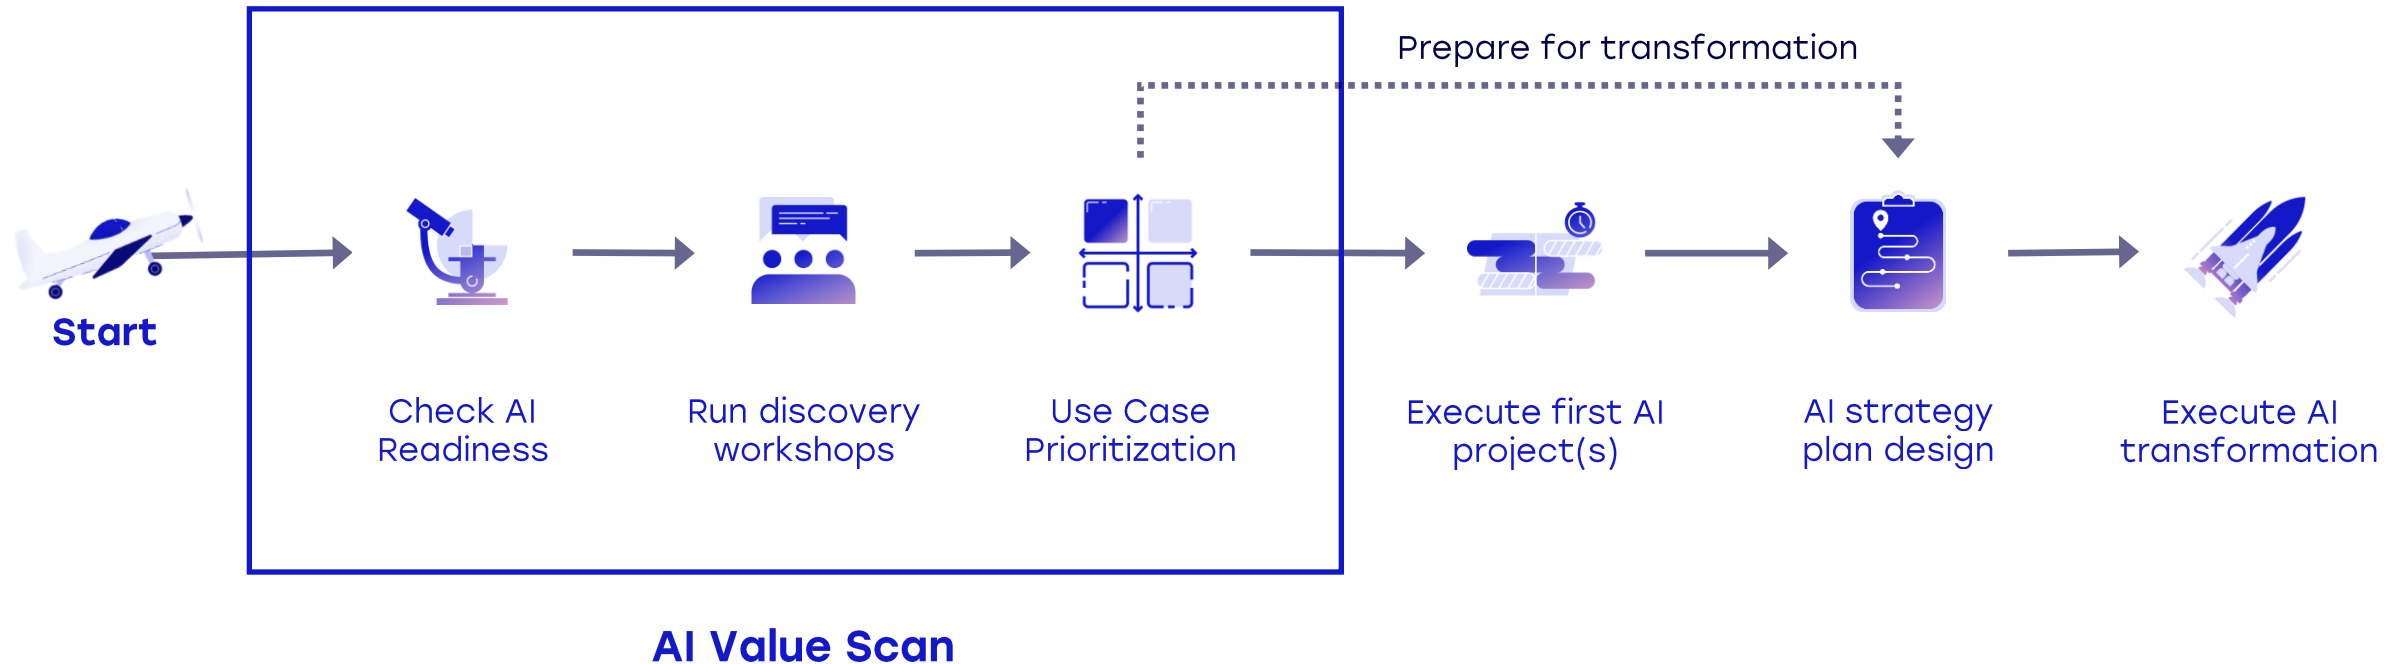 Prepare for transformation
Start
Check AI
Readiness
Run discovery
workshops
Use Case
Prioritization
Execute first AI
project(s)
AI strategy
plan design
Execute AI
transformation
AI Value Scan